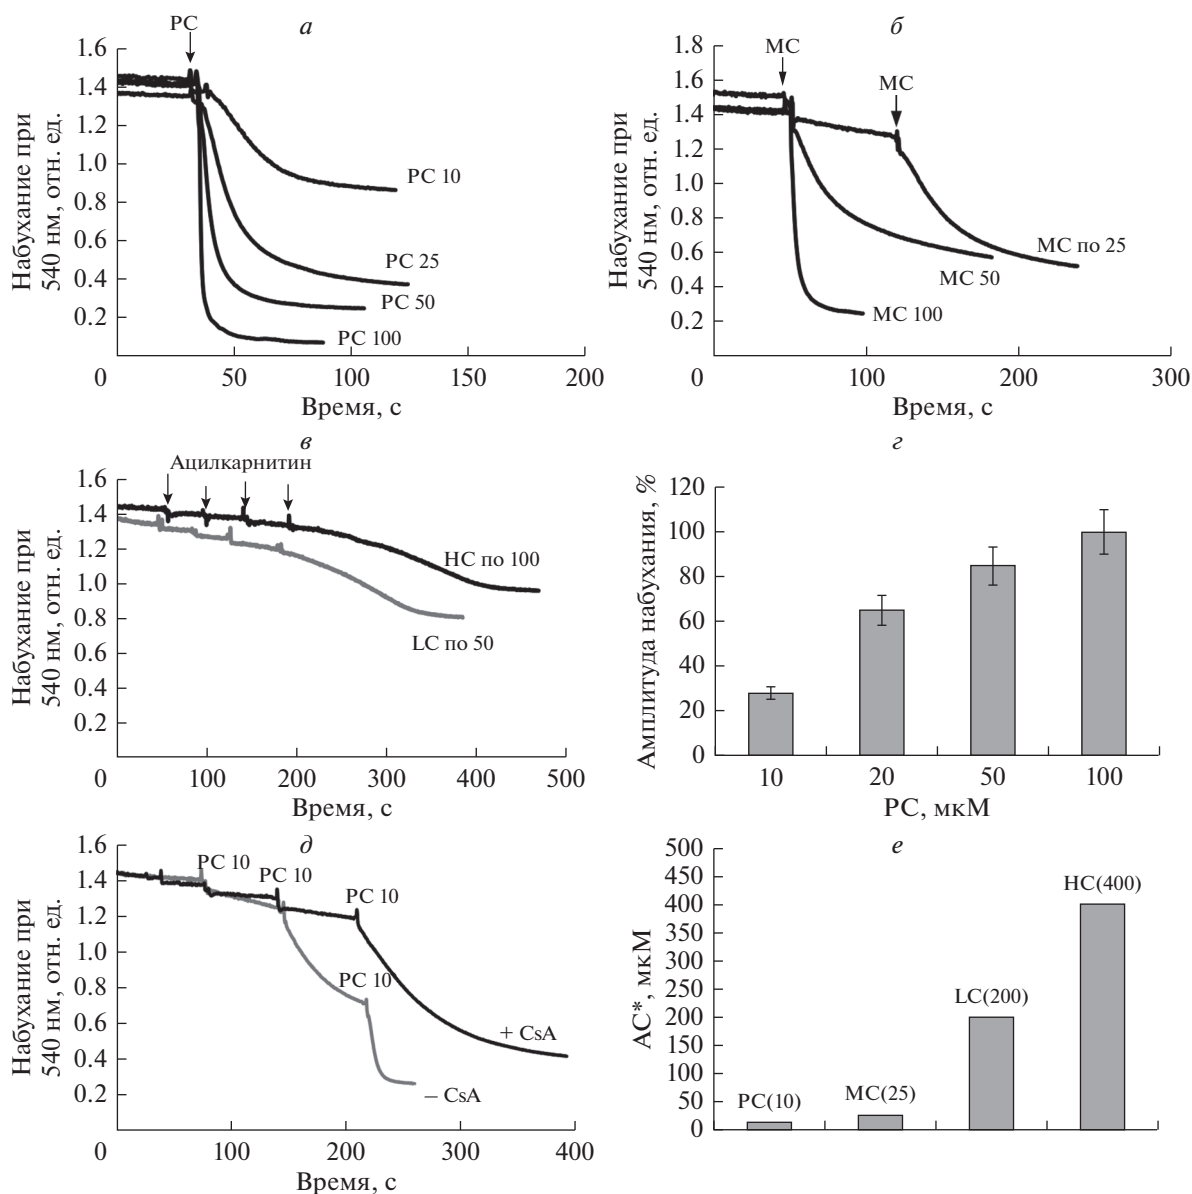 а
PC
Набухание при
540 нм, отн. ед.
1.6
1.4
1.2
1.0
0.8
0.6
0.4
0.2
0
50
100
150
200
PC 10
PC 25
PC 50
PC 100
Время, с
б
MC
MC
Набухание при
540 нм, отн. ед.
1.8
1.6
1.4
1.2
1.0
0.8
0.6
0.4
0.2
0
100
200
300
MC по 25
MC 50
MC 100
Время, с
в
Ацилкарнитин
Набухание при
540 нм, отн. ед.
1.6
1.4
1.2
1.0
0.8
0.6
0.4
0.2
0
100
200
300
400
500
HC по 100
LC по 50
Время, с
г
Амплитуда набухания, %
120
100
80
60
40
20
0
10
20
50
100
PC, мкМ
д
Набухание при
540 нм, отн. ед.
1.6
1.4
1.2
1.0
0.8
0.6
0.4
0.2
0
100
200
300
400
PC 10
PC 10
PC 10
PC 10
+ CsA
– CsA
Время, с
е
AC*, мкМ
500
450
400
350
300
250
200
150
100
50
0
PC(10)
MC(25)
LC(200)
HC(400)